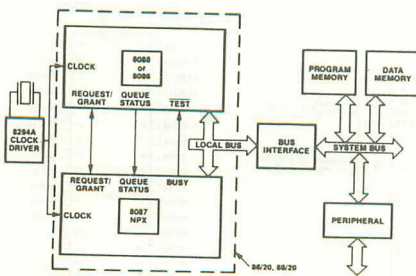 CLOCK
8088
or
8086
REQUEST/
GRANT
QUEUE
STATUS
TEST
8284A
CLOCK
DRIVER
LOCAL BUS
REQUEST/
GRANT
QUEUE
STATUS
BUSY
CLOCK
8087
NPX
86/20, 88/20
BUS
INTERFACE
PROGRAM
MEMORY
DATA
MEMORY
SYSTEM BUS
PERIPHERAL